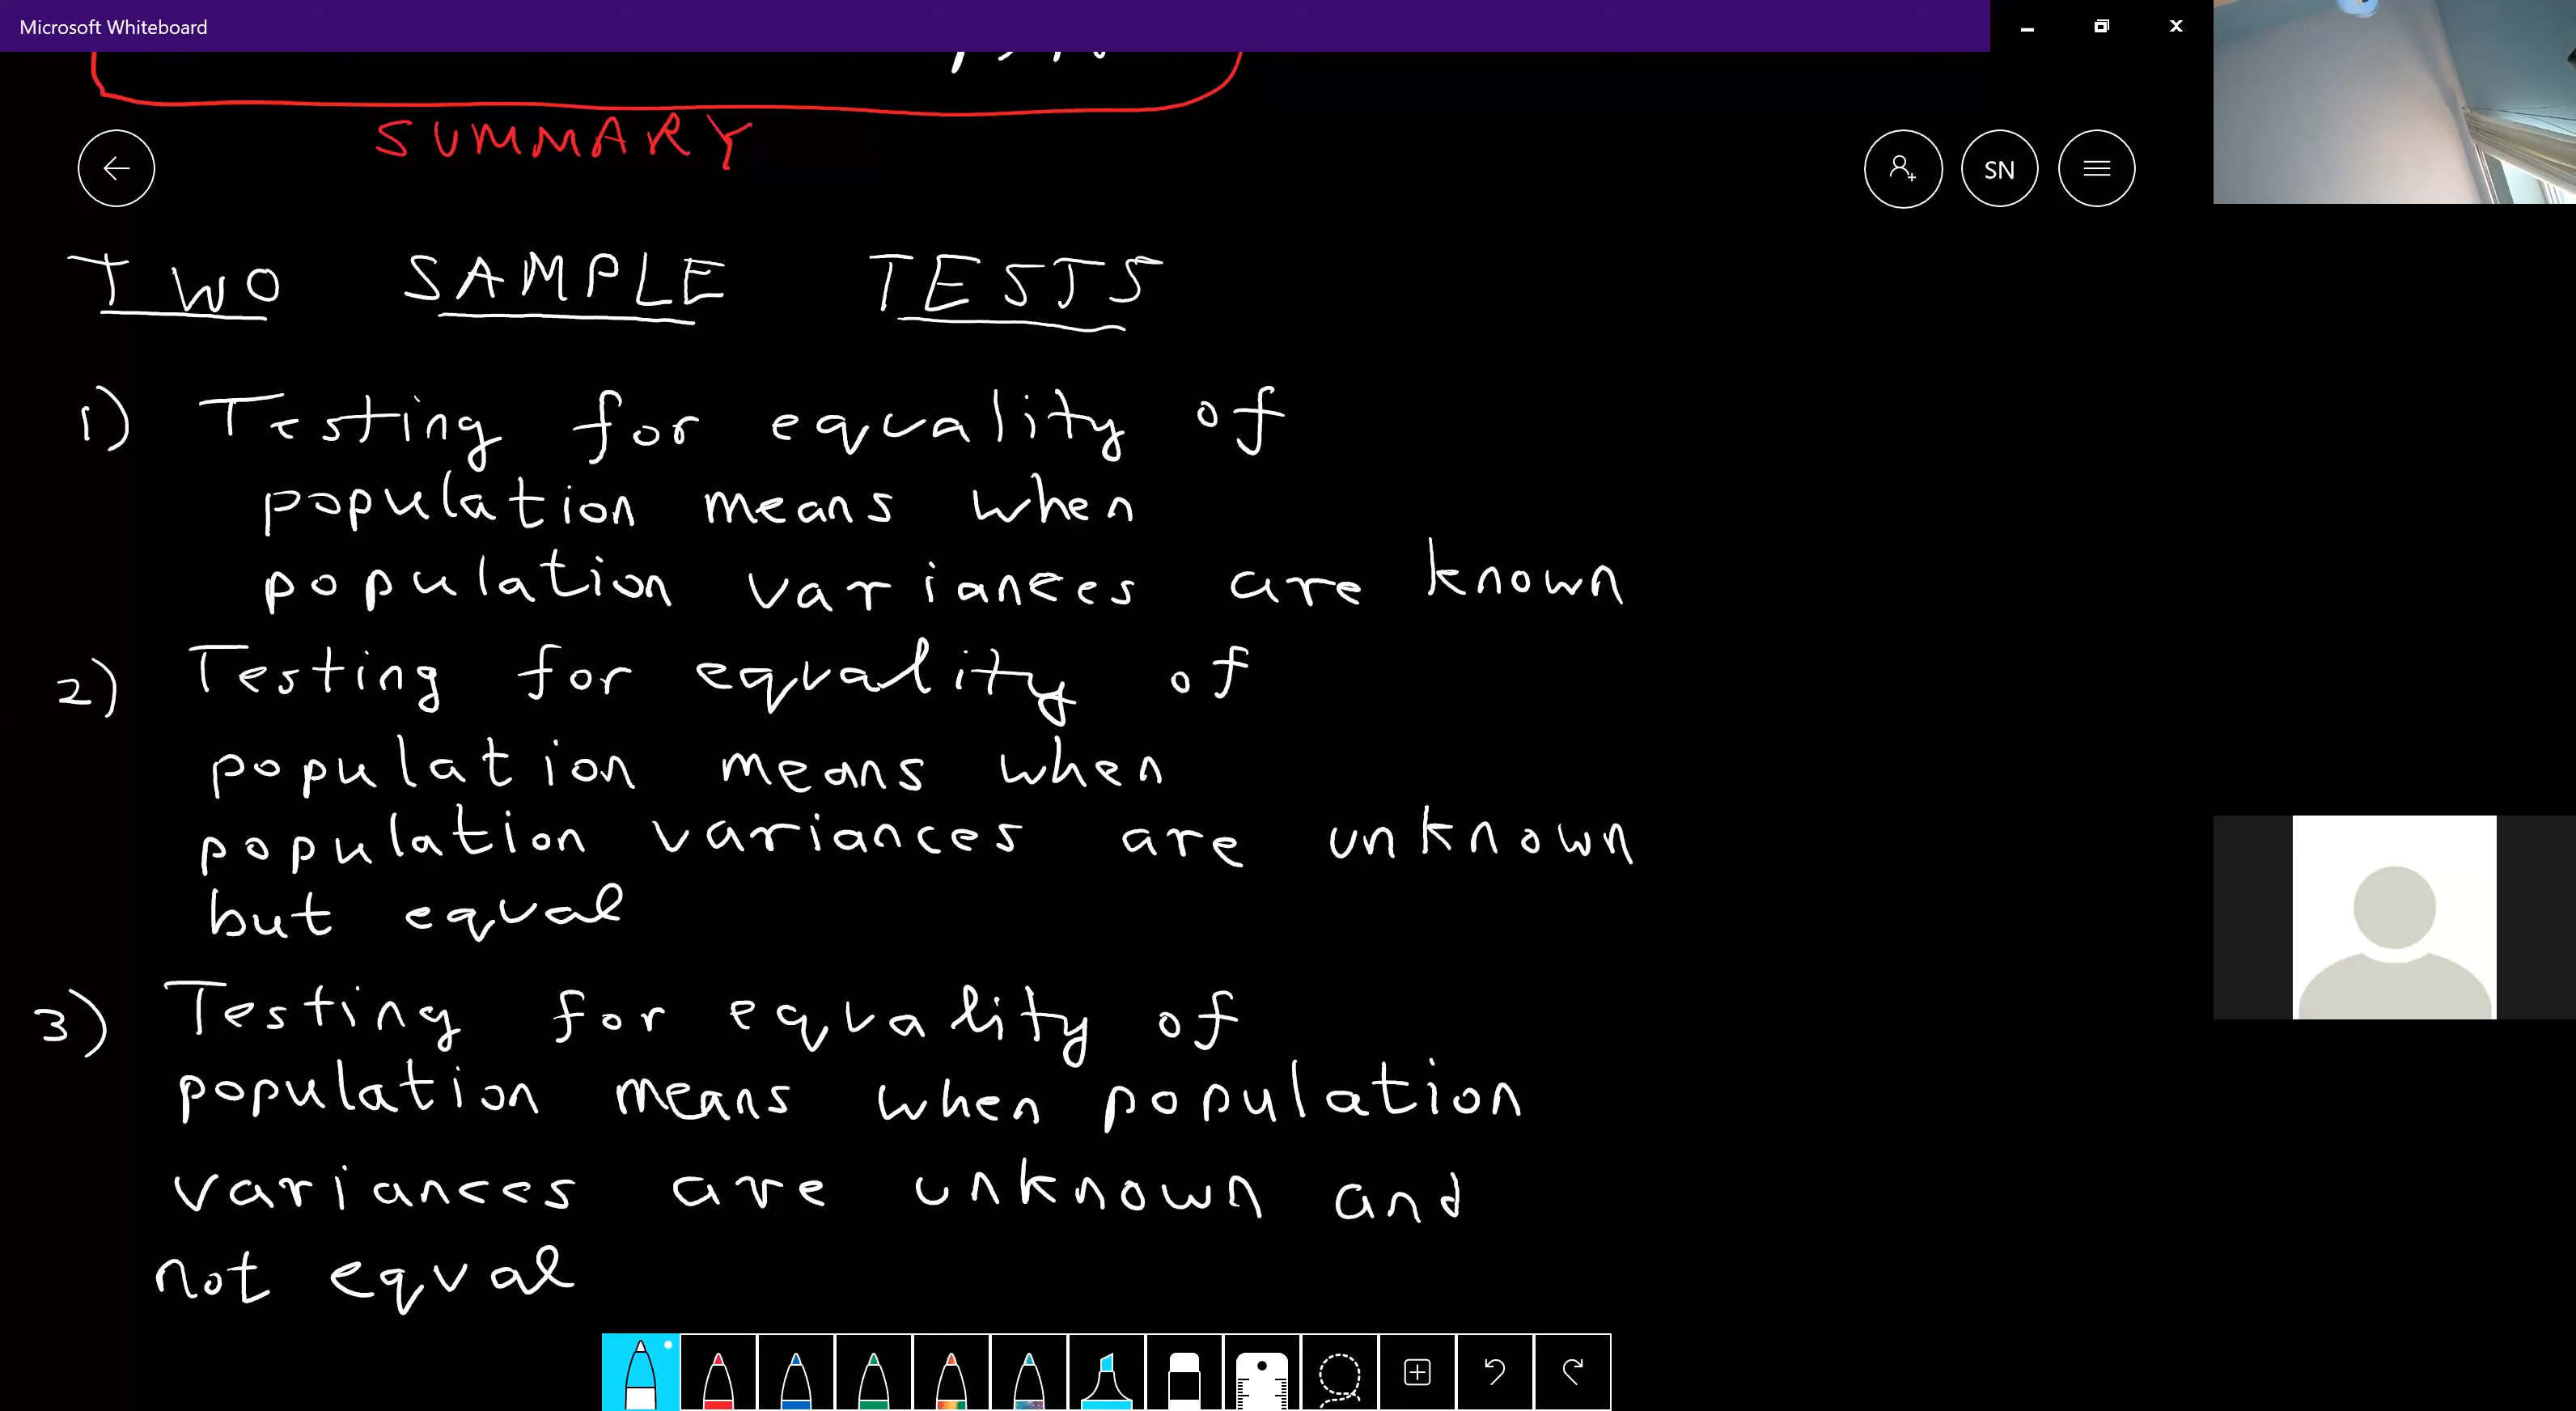 Microsoft Whiteboard
SUMMARY
SN
TWO SAMPLE TESTS
1) Testing for equality of
population means when
population variances are known
2) Testing for equality of
population means when
population variances are unknown
but equal
3) Testing for equality of
population means when population
variances are unknown and
not equal